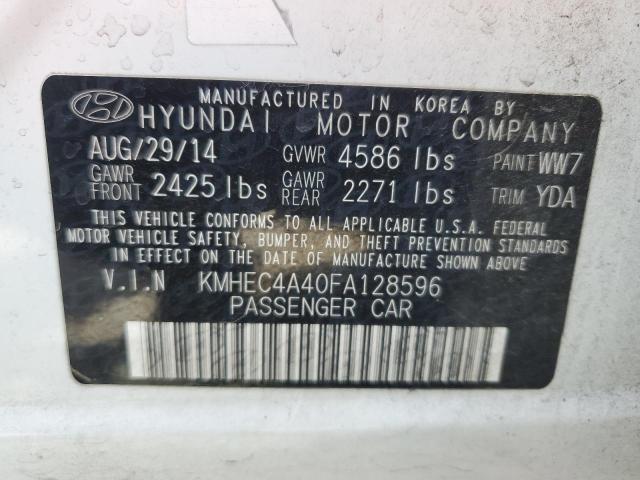 MANUFACTURED IN KOREA BY
HYUNDAI MOTOR COMPANY
AUG/29/14 GVWR 4586 lbs PAINT WW7
GAWR FRONT 2425 lbs GAWR REAR 2271 lbs TRIM YDA
THIS VEHICLE CONFORMS TO ALL APPLICABLE U.S.A. FEDERAL
MOTOR VEHICLE SAFETY, BUMPER, AND THEFT PREVENTION STANDARDS
IN EFFECT ON THE DATE OF MANUFACTURE SHOWN ABOVE.
V.I.N KMHEC4A40FA128596
PASSENGER CAR